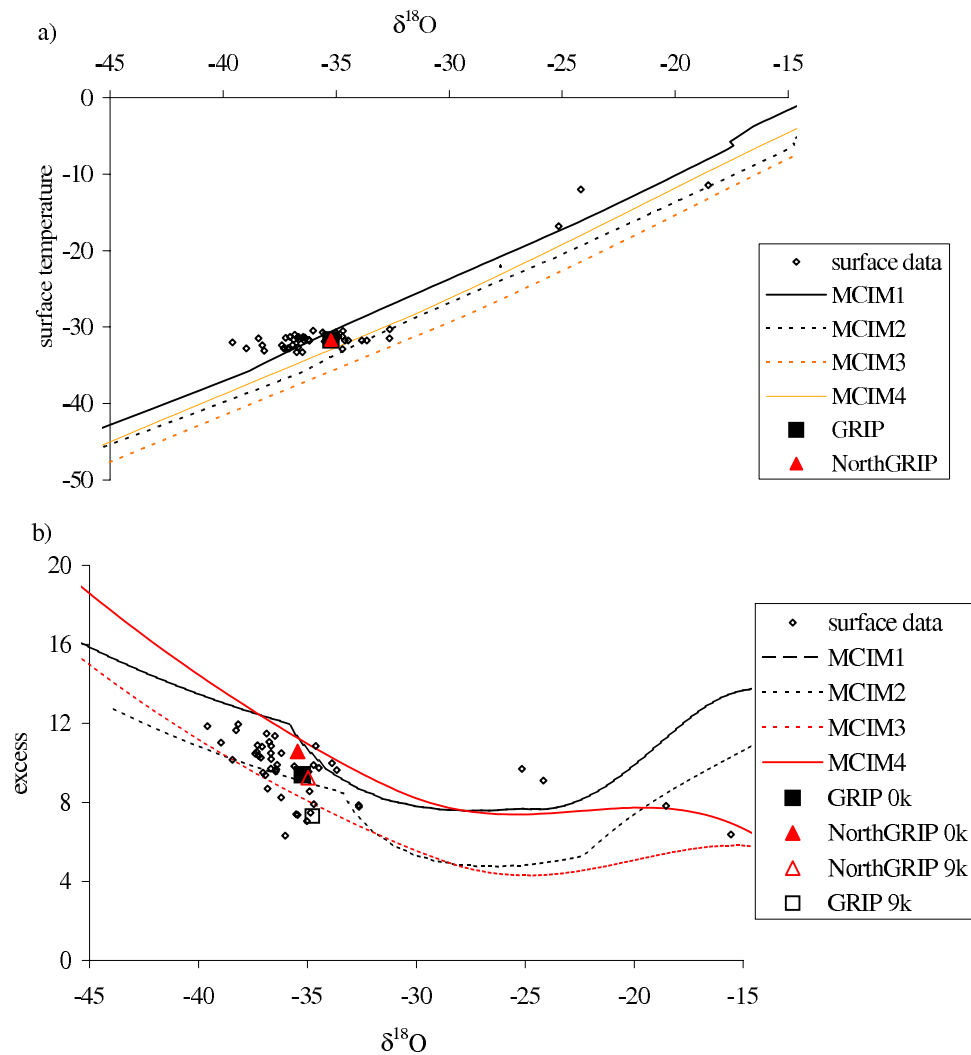 a)
δ18O
-45 -40 -35 -30 -25 -20 -15
0
-10
-20
-30
-40
-50
surface temperature
surface data
MCIM1
MCIM2
MCIM3
MCIM4
GRIP
NorthGRIP
b)
20
16
12
8
4
0
excess
-45 -40 -35 -30 -25 -20 -15
δ18O
surface data
MCIM1
MCIM2
MCIM3
MCIM4
GRIP 0k
NorthGRIP 0k
NorthGRIP 9k
GRIP 9k